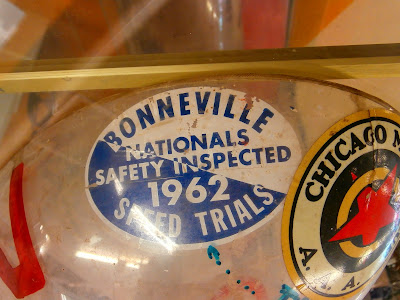 BONNEVILLE
NATIONALS
SAFETY INSPECTED
1962
SPEED TRIALS
CHICAGO M
A.
A.